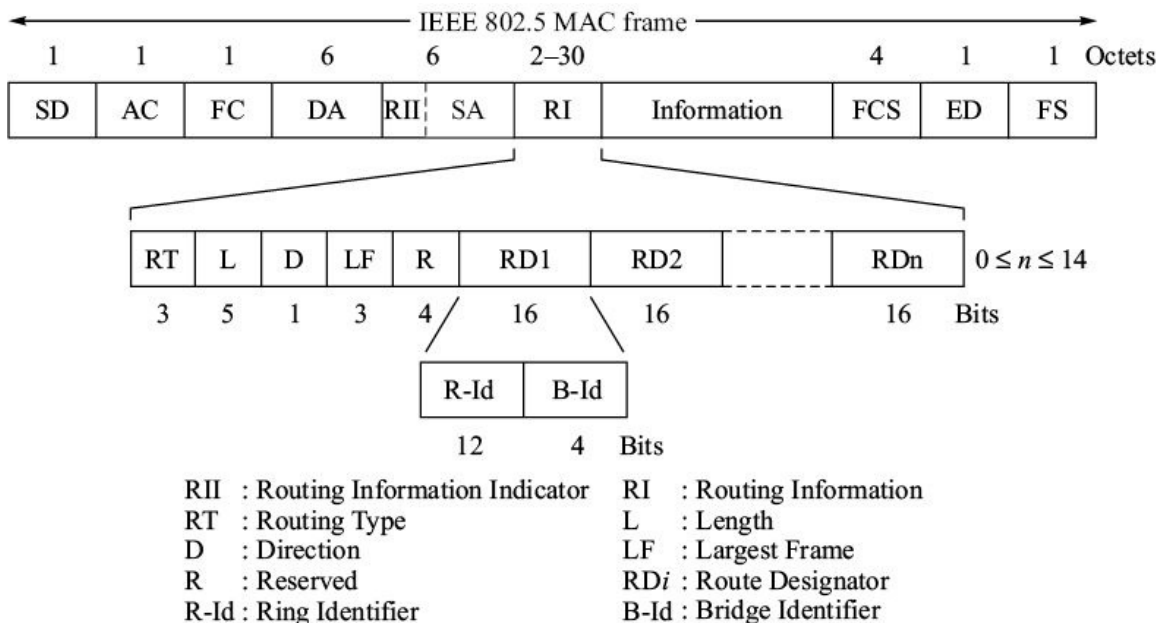 IEEE 802.5 MAC frame
1 1 1 6 6 2–30 4 1 1 Octets
SD AC FC DA RII SA RI Information FCS ED FS
RT L D LF R RD1 RD2 RDn 0 ≤ n ≤ 14
3 5 1 3 4 16 16 16 Bits
R-Id B-Id
12 4 Bits
RII : Routing Information Indicator RI : Routing Information
RT : Routing Type L : Length
D : Direction LF : Largest Frame
R : Reserved RDi : Route Designator
R-Id : Ring Identifier B-Id : Bridge Identifier